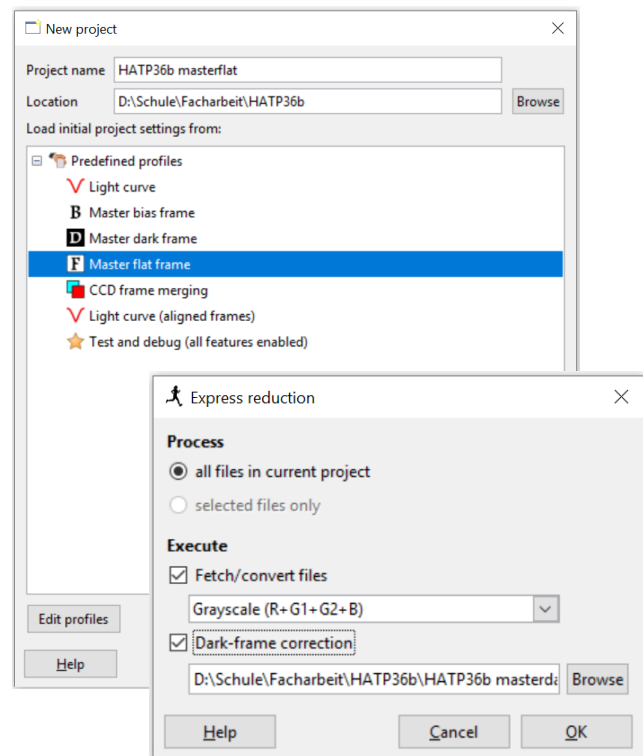 New project
Project name HATP36b masterflat
Location D:\Schule\Facharbeit\HATP36b Browse
Load initial project settings from:
Predefined profiles
Light curve
B Master bias frame
D Master dark frame
F Master flat frame
CCD frame merging
Light curve (aligned frames)
Test and debug (all features enabled)
Edit profiles
Help
Express reduction
Process
all files in current project
selected files only
Execute
Fetch/convert files
Grayscale (R+G1+G2+B)
Dark-frame correction
D:\Schule\Facharbeit\HATP36b\HATP36b masterda Browse
Help Cancel OK